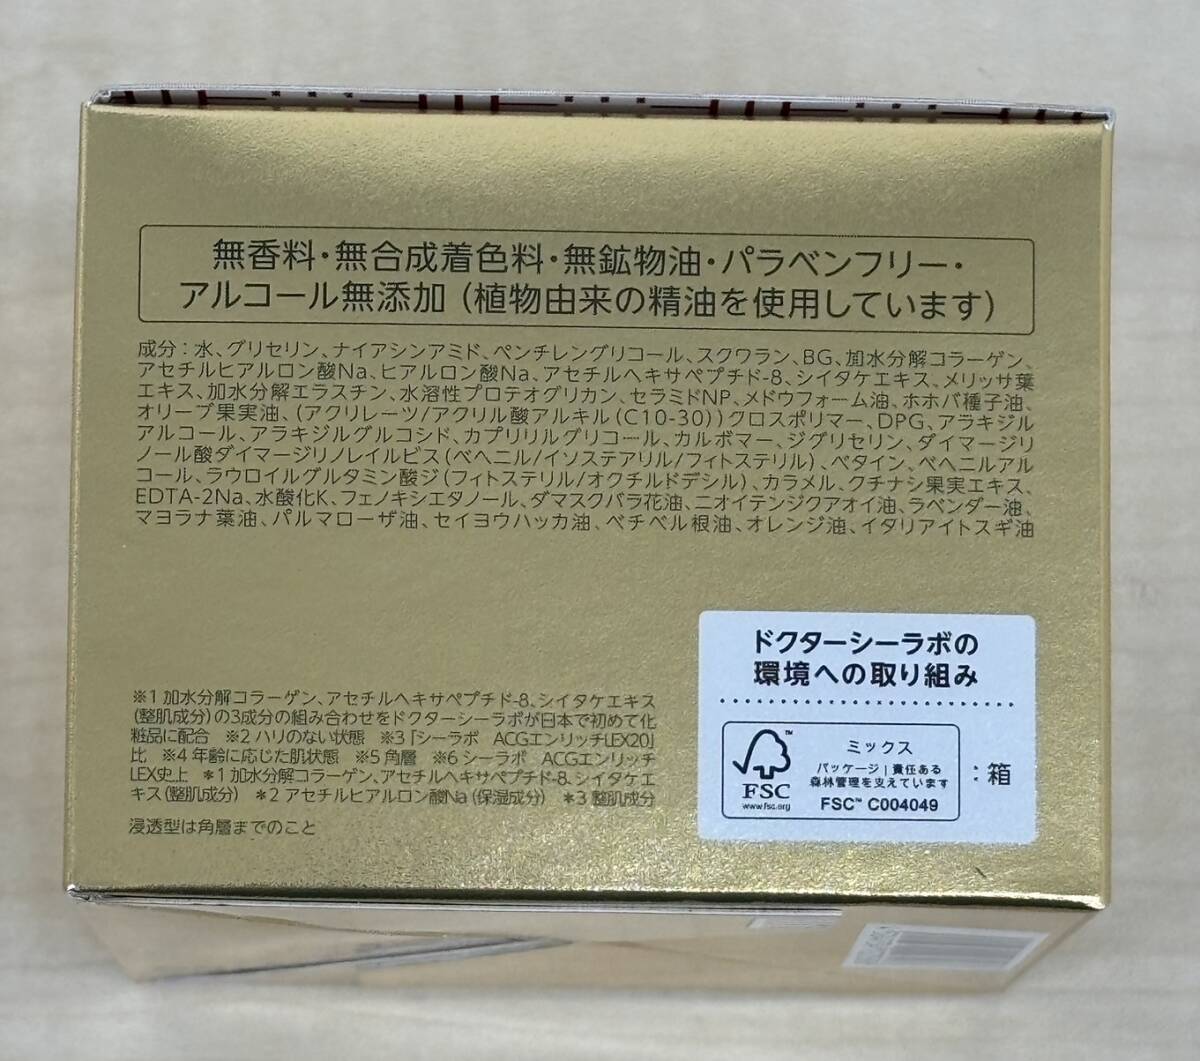 無香料・無合成着色料・無鉱物油・パラベンフリー・
アルコール無添加（植物由来の精油を使用しています）
成分：水、グリセリン、ナイアシンアミド、ペンチレングリコール、スクワラン、BG、加水分解コラーゲン、
アセチルヒアルロン酸Na、ヒアルロン酸Na、アセチルヘキサペプチド-8、シイタケエキス、メリッサ葉
エキス、加水分解エラスチン、水溶性プロテオグリカン、セラミドNP、メドウフォーム油、ホホバ種子油、
オリーブ果実油、（アクリレーツ/アクリル酸アルキル（C10-30））クロスポリマー、DPG、アラキジル
アルコール、アラキジルグルコシド、カプリリルグリコール、カルボマー、ジグリセリン、ダイマージリ
ノール酸ダイマージリノレイルビス（ベヘニル/イソステアリル/フィトステリル）、ベタイン、ベヘニルアル
コール、ラウロイルグルタミン酸ジ（フィトステリル/オクチルドデシル）、カラメル、クチナシ果実エキス、
EDTA-2Na、水酸化K、フェノキシエタノール、ダマスクバラ花油、ニオイテンジクアオイ油、ラベンダー油、
マヨラナ葉油、パルマローザ油、セイヨウハッカ油、ベチベル根油、オレンジ油、イタリアイトスギ油
※1 加水分解コラーゲン、アセチルヘキサペプチド-8、シイタケエキス
（整肌成分）の3成分の組み合わせをドクターシーラボが日本で初めて化
粧品に配合 ※2 ハリのない状態 ※3「シーラボ ACGエンリッチLEX20」
比 ※4 年齢に応じた肌状態 ※5 角層 ※6 シーラボ ACGエンリッチ
LEX史上 ＊1 加水分解コラーゲン、アセチルヘキサペプチド-8、シイタケエ
キス（整肌成分） ＊2 アセチルヒアルロン酸Na（保湿成分） ＊3 整肌成分
浸透型は角層までのこと
ドクターシーラボの
環境への取り組み
FSC
www.fsc.org
ミックス
パッケージ｜責任ある
森林管理を支えています
FSC™ C004049
：箱